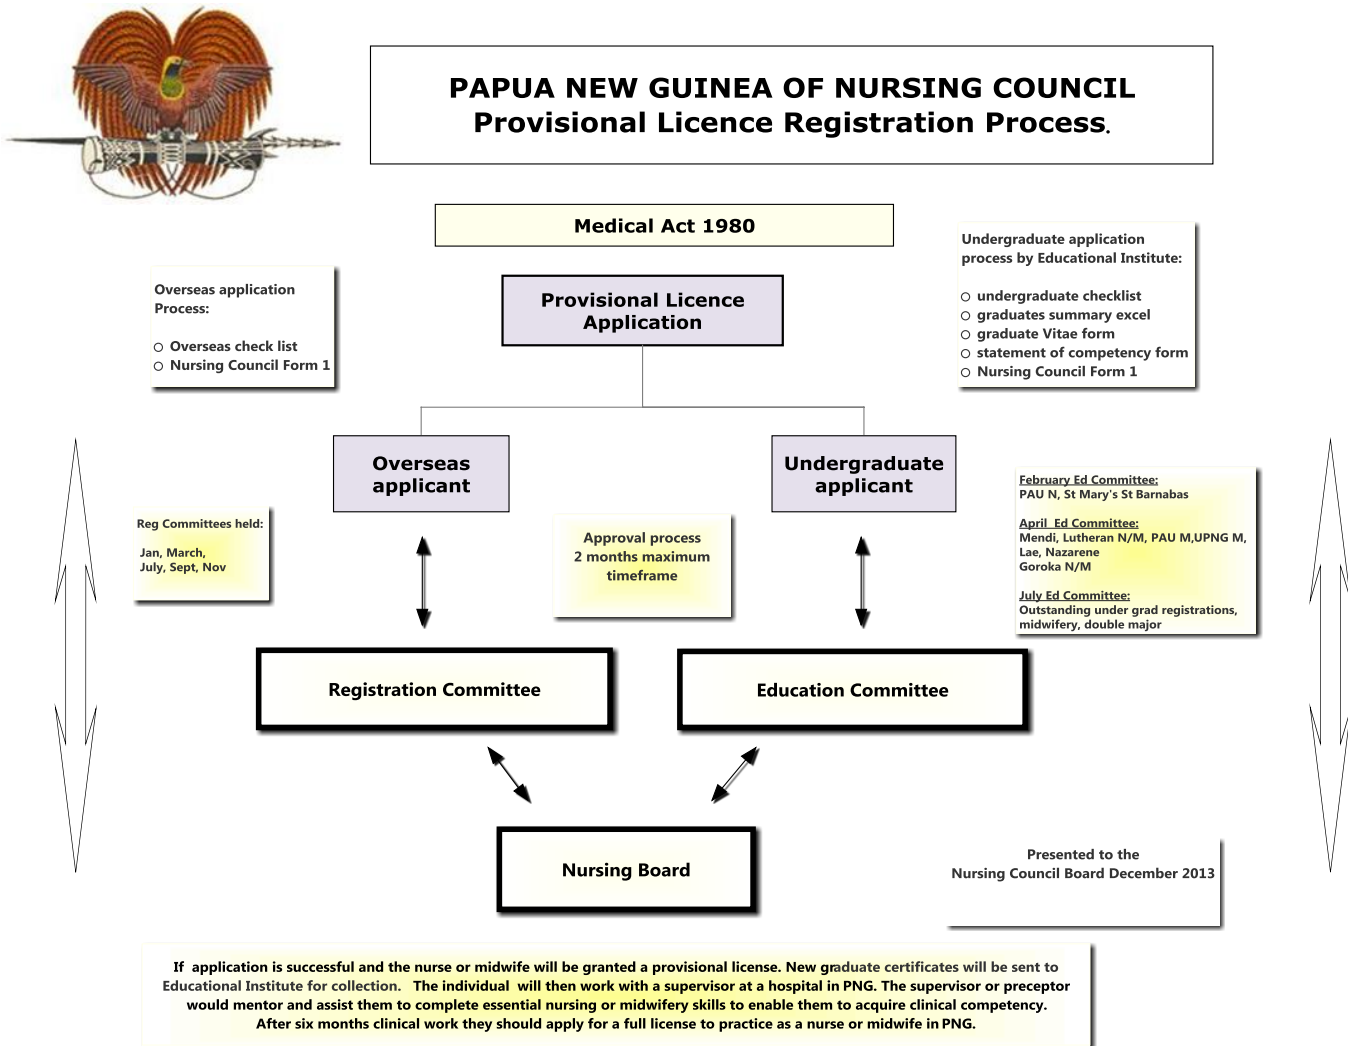 PAPUA NEW GUINEA OF NURSING COUNCIL
Provisional Licence Registration Process.
Medical Act 1980
Undergraduate application
process by Educational Institute:
undergraduate checklist
graduates summary excel
graduate Vitae form
statement of competency form
Nursing Council Form 1
Overseas application
Process:
Overseas check list
Nursing Council Form 1
Provisional Licence
Application
Overseas
applicant
Undergraduate
applicant
February Ed Committee:
PAU N, St Mary's St Barnabas
April  Ed Committee:
Mendi, Lutheran N/M, PAU M,UPNG M,
Lae, Nazarene
Goroka N/M
July Ed Committee:
Outstanding under grad registrations,
midwifery, double major
Reg Committees held:
Jan, March,
July, Sept, Nov
Approval process
2 months maximum
timeframe
Registration Committee
Education Committee
Nursing Board
Presented to the
Nursing Council Board December 2013
If  application is successful and the nurse or midwife will be granted a provisional license. New graduate certificates will be sent to
Educational Institute for collection.   The individual  will then work with a supervisor at a hospital in PNG. The supervisor or preceptor
would mentor and assist them to complete essential nursing or midwifery skills to enable them to acquire clinical competency.
After six months clinical work they should apply for a full license to practice as a nurse or midwife in PNG.